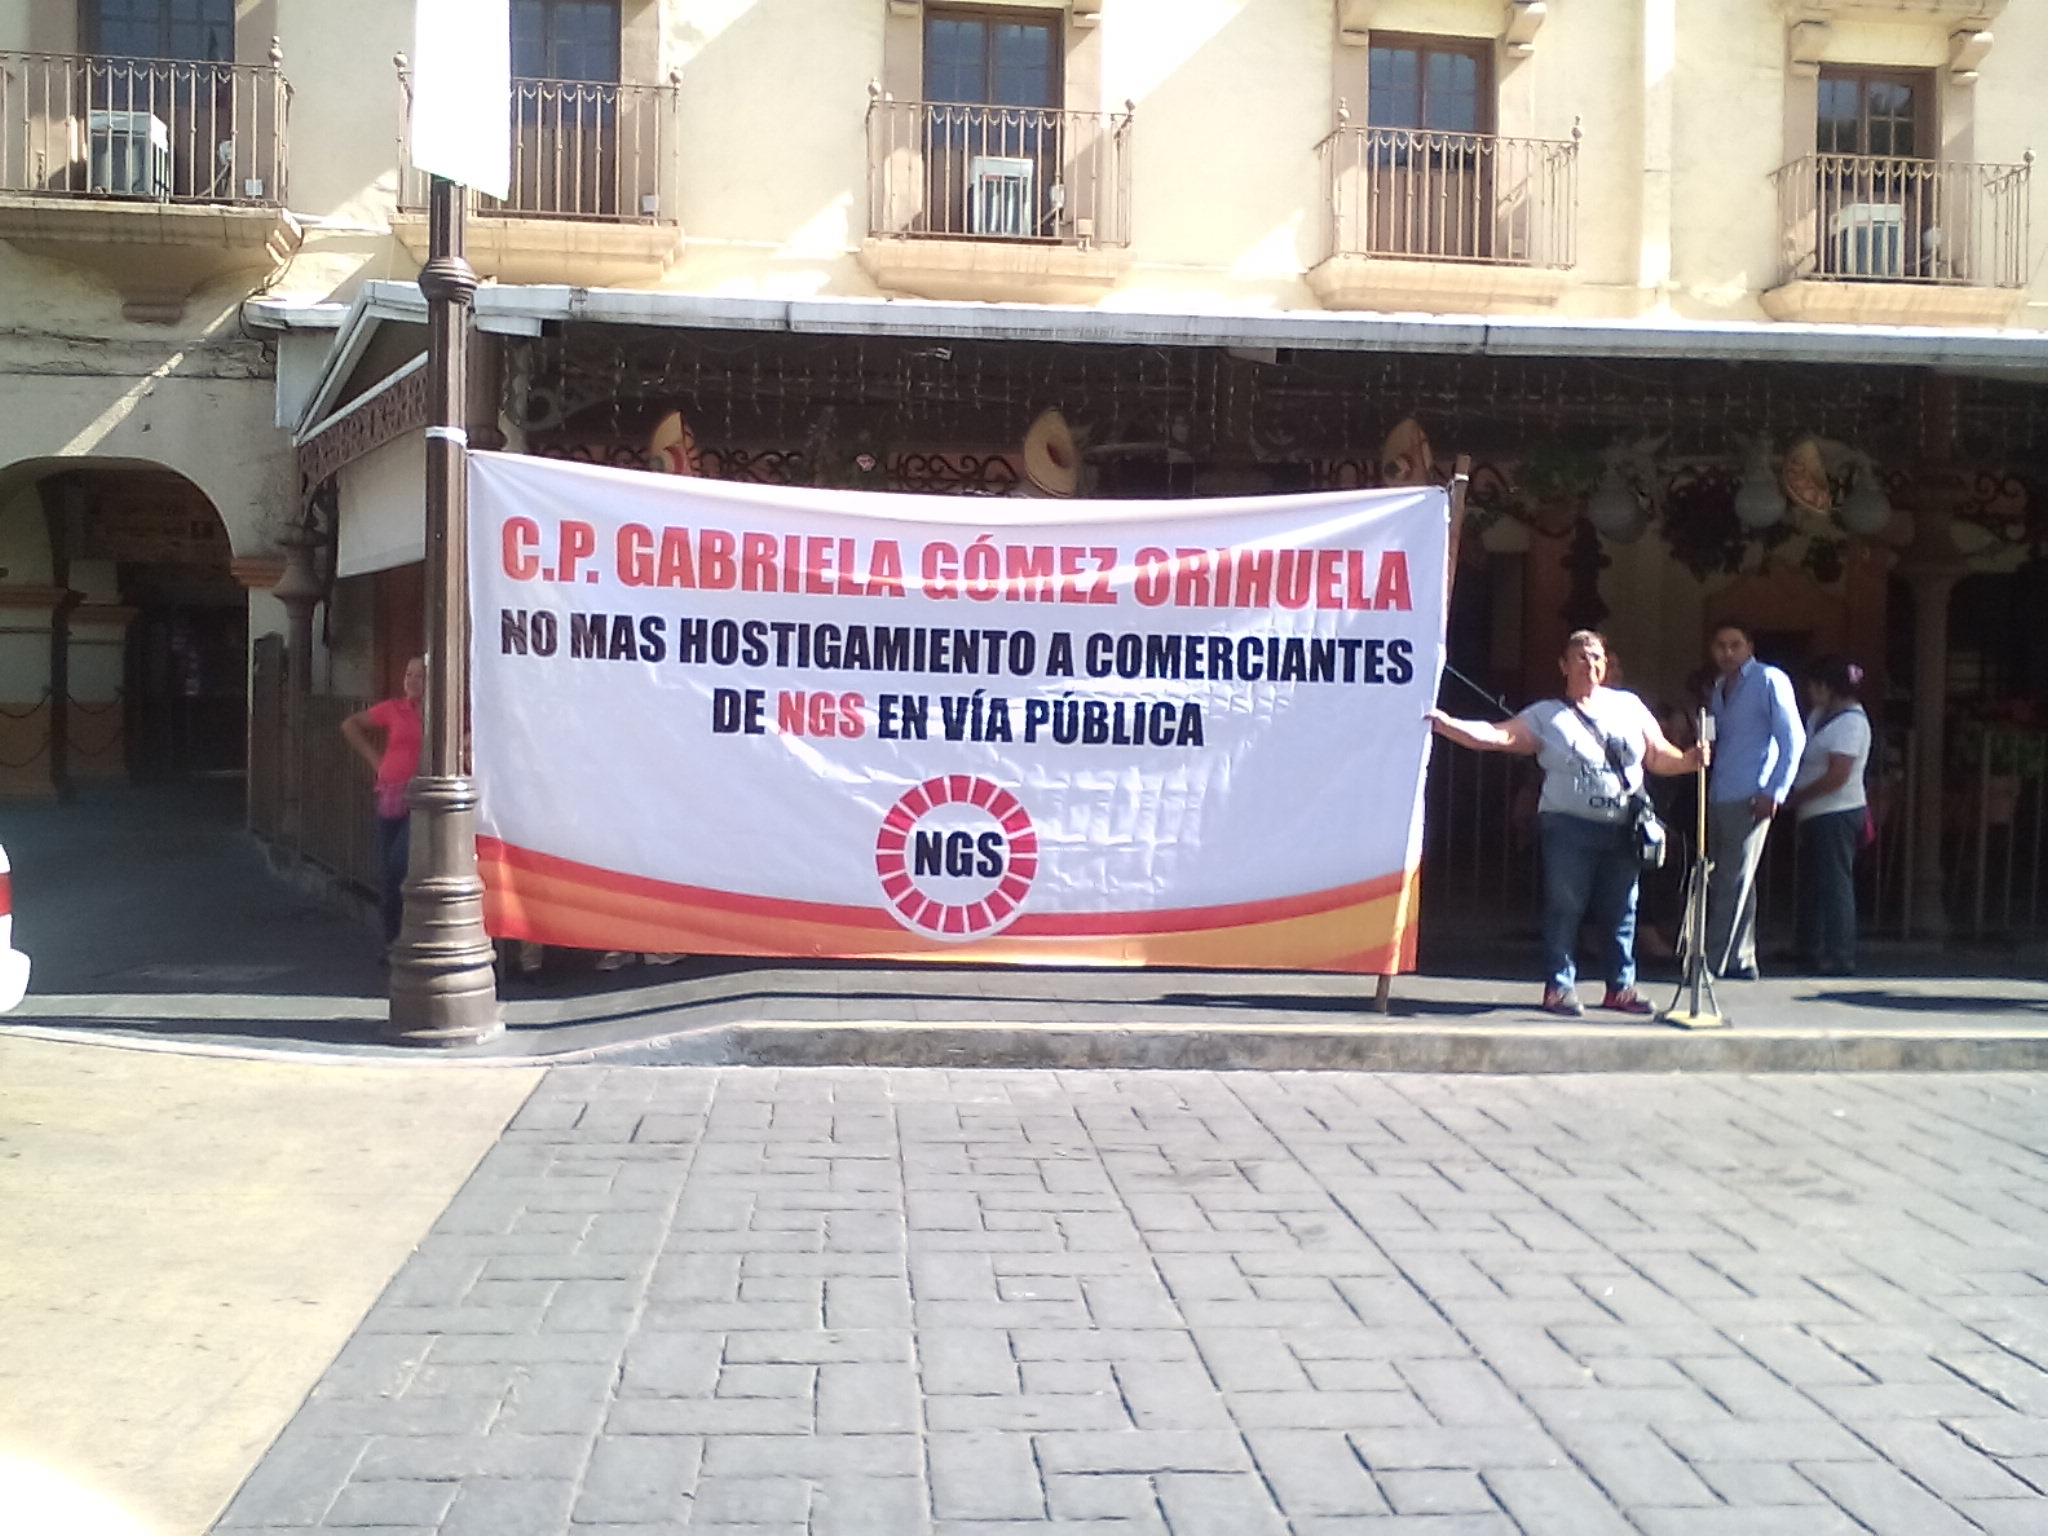 C.P. GABRIELA GÓMEZ ORIHUELA
NO MAS HOSTIGAMIENTO A COMERCIANTES
DE NGS EN VÍA PÚBLICA
NGS